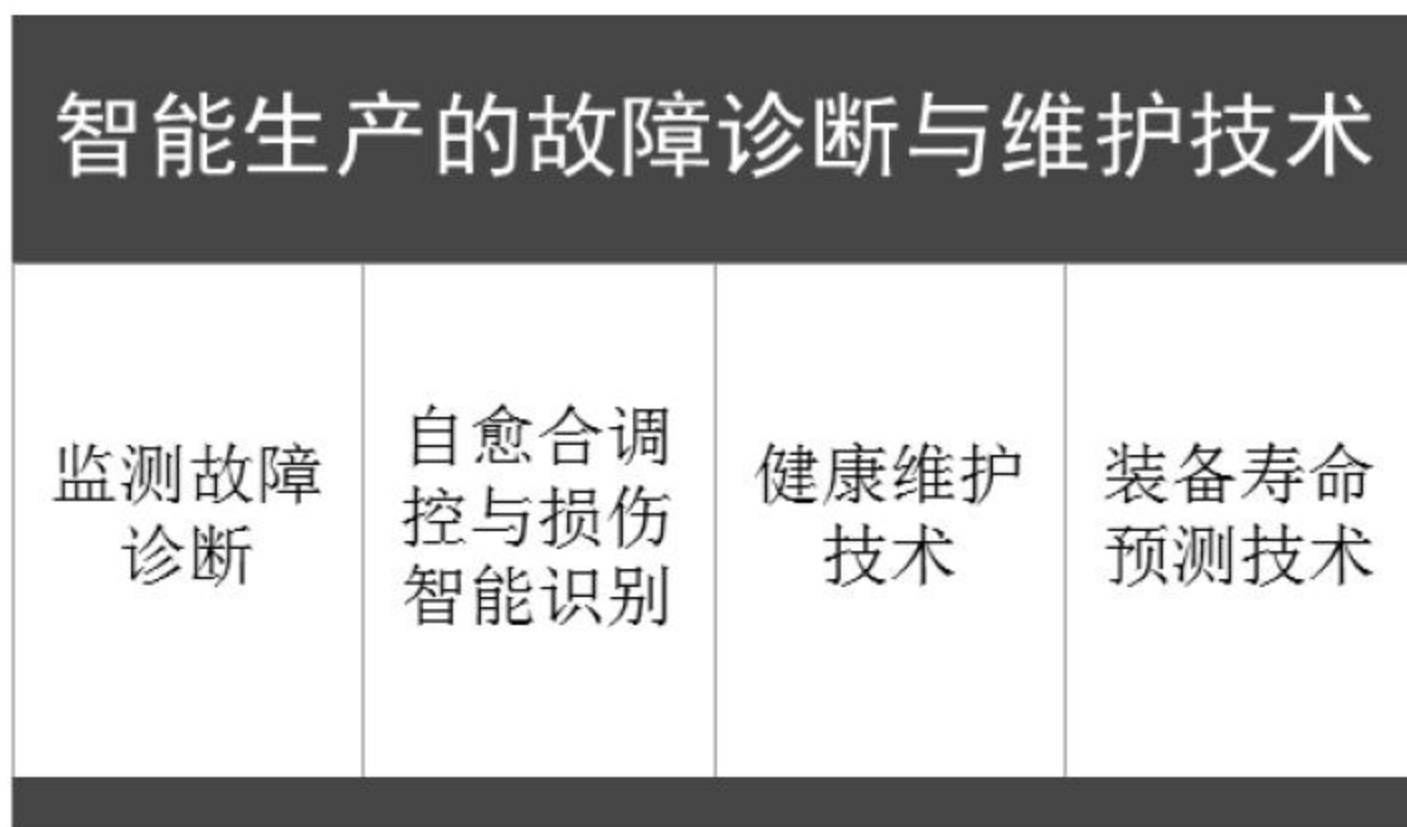 智能生产的故障诊断与维护技术
监测故障
诊断
自愈合调
控与损伤
智能识别
健康维护
技术
装备寿命
预测技术